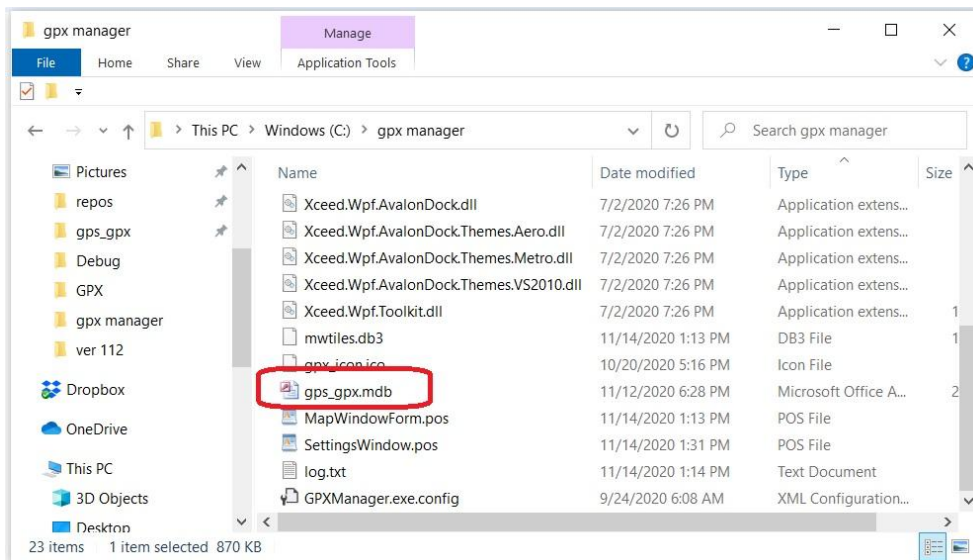 gpx manager
Manage
File Home Share View Application Tools
This PC Windows (C:) gpx manager
Search gpx manager
Pictures
repos
gps_gpx
Debug
GPX
gpx manager
ver 112
Dropbox
OneDrive
This PC
3D Objects
Desktop
Name Date modified Type Size
Xceed.Wpf.AvalonDock.dll 7/2/2020 7:26 PM Application extens...
Xceed.Wpf.AvalonDock.Themes.Aero.dll 7/2/2020 7:26 PM Application extens...
Xceed.Wpf.AvalonDock.Themes.Metro.dll 7/2/2020 7:26 PM Application extens...
Xceed.Wpf.AvalonDock.Themes.VS2010.dll 7/2/2020 7:26 PM Application extens...
Xceed.Wpf.Toolkit.dll 7/2/2020 7:26 PM Application extens... 1
mwtiles.db3 11/14/2020 1:13 PM DB3 File 1
gpx_icon.ico 10/20/2020 5:16 PM Icon File
gps_gpx.mdb 11/12/2020 6:28 PM Microsoft Office A... 2
MapWindowForm.pos 11/14/2020 1:13 PM POS File
SettingsWindow.pos 11/14/2020 1:31 PM POS File
log.txt 11/14/2020 1:14 PM Text Document
GPXManager.exe.config 9/24/2020 6:08 AM XML Configuration...
23 items 1 item selected 870 KB